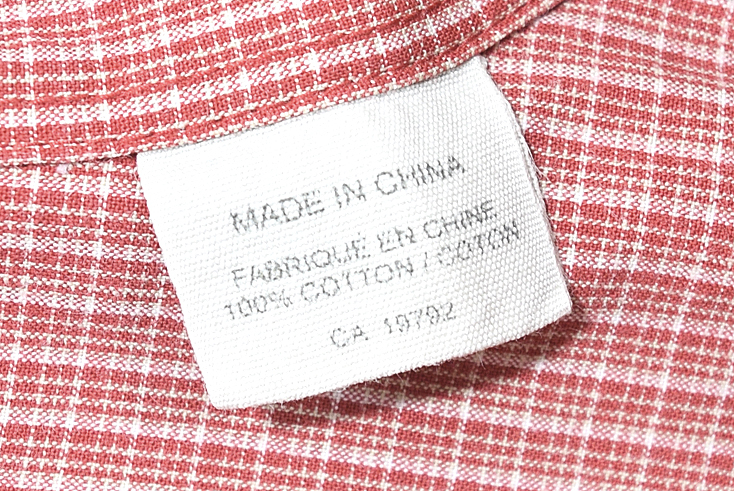 MADE IN CHINA
FABRIQUE EN CHINE
100% COTTON / COTON
CA 19792